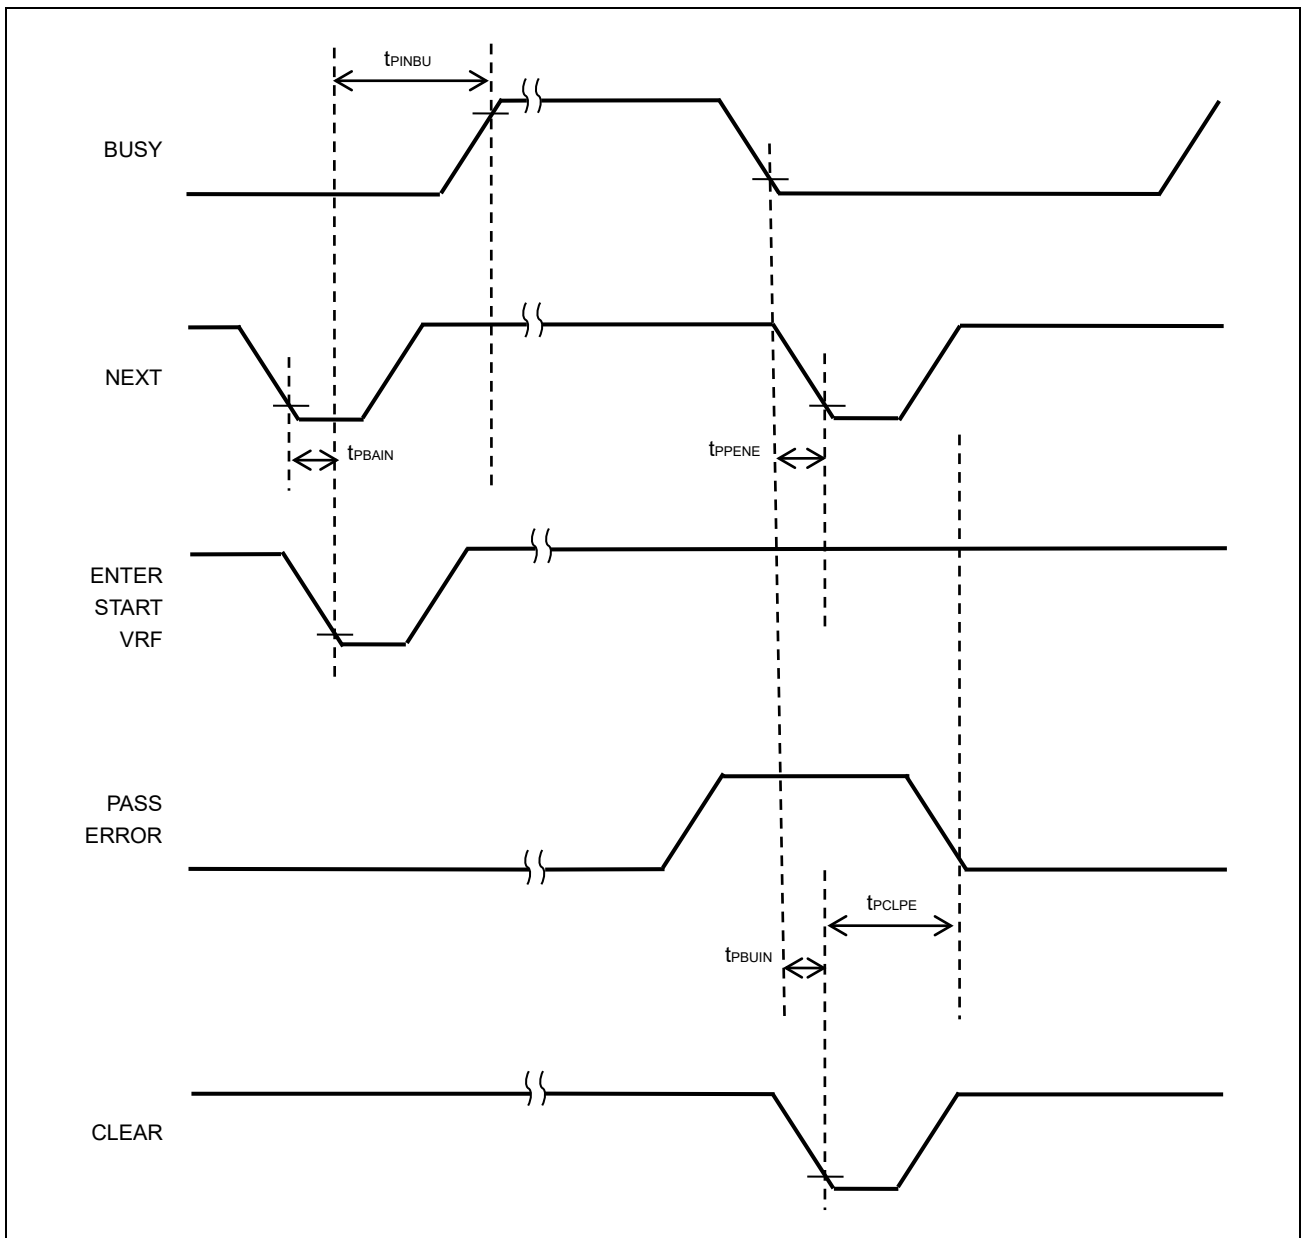 tPINBU
BUSY
NEXT
tPBAIN
tPPENE
ENTER
START
VRF
PASS
ERROR
tPCLPE
tPBUIN
CLEAR